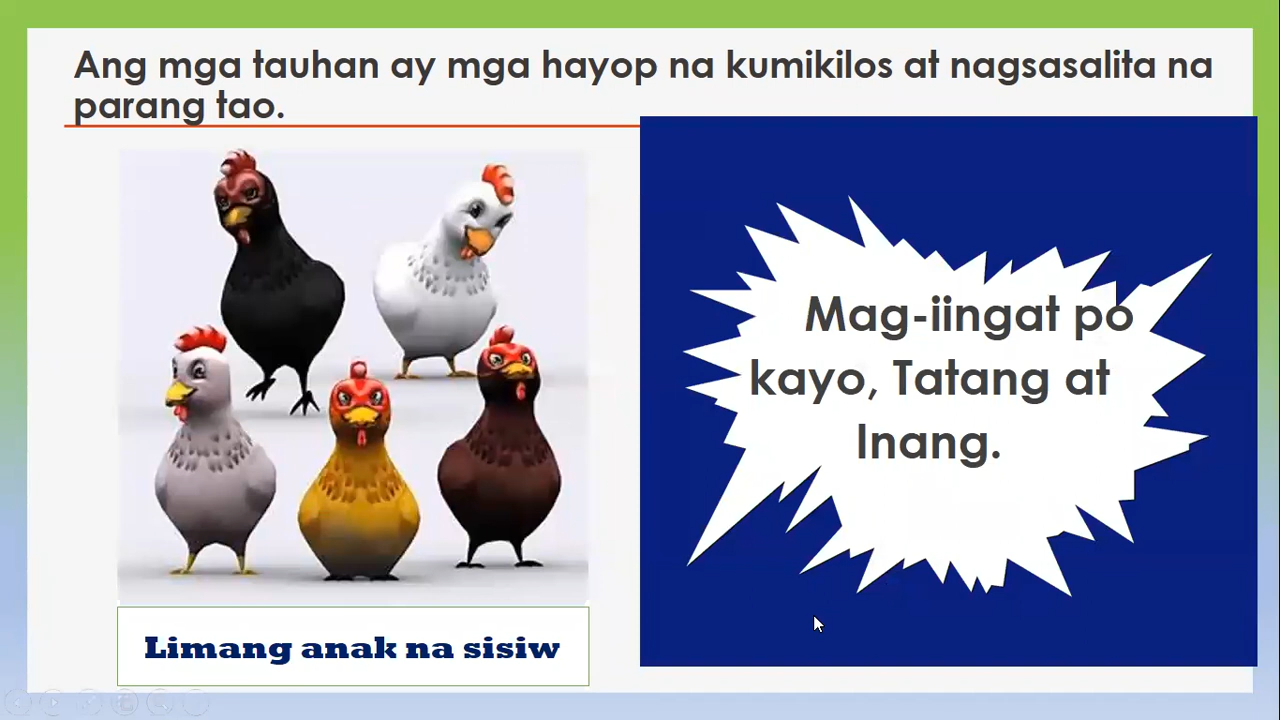 Ang mga tauhan ay mga hayop na kumikilos at nagsasalita na
parang tao.
Mag-iingat po
kayo, Tatang at
Inang.
Limang anak na sisiw